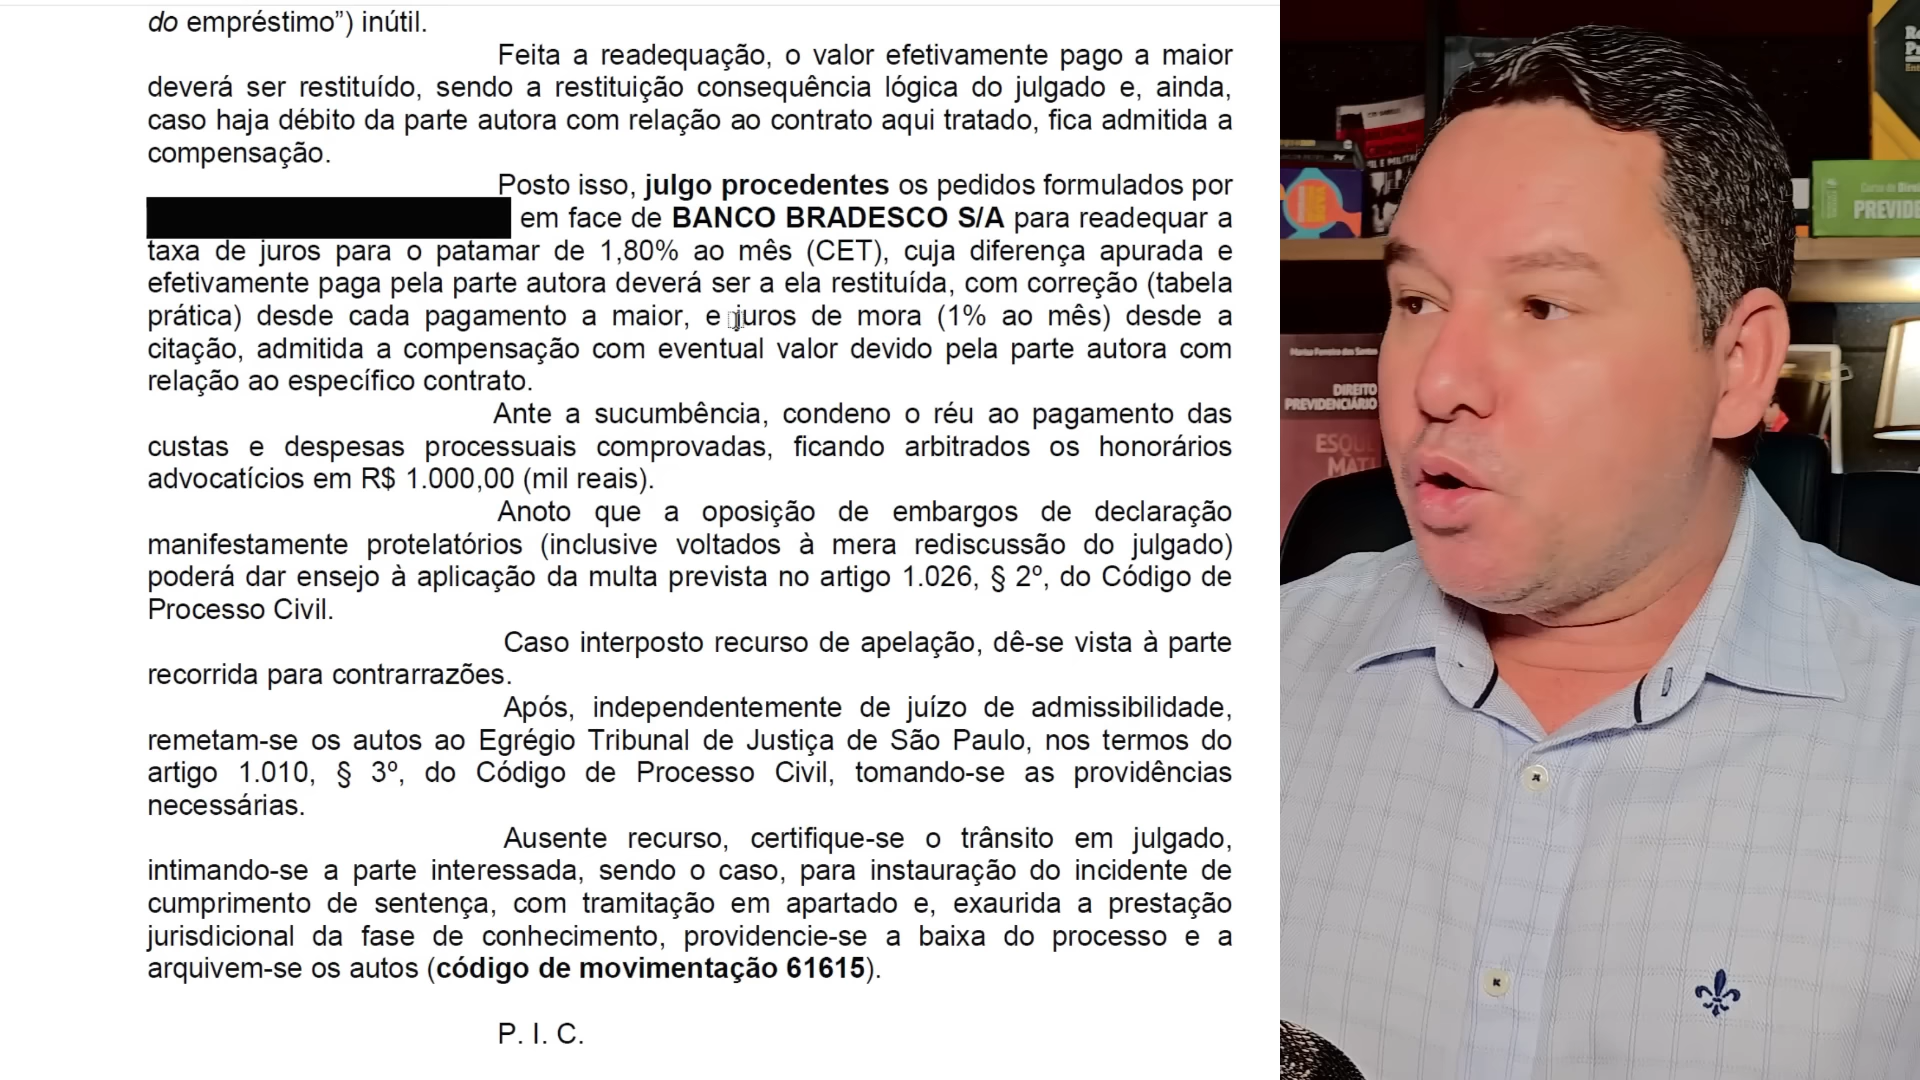 do empréstimo”) inútil.
Feita a readequação, o valor efetivamente pago a maior
deverá ser restituído, sendo a restituição consequência lógica do julgado e, ainda,
caso haja débito da parte autora com relação ao contrato aqui tratado, fica admitida a
compensação.
Posto isso, julgo procedentes os pedidos formulados por
em face de BANCO BRADESCO S/A para readequar a
taxa de juros para o patamar de 1,80% ao mês (CET), cuja diferença apurada e
efetivamente paga pela parte autora deverá ser a ela restituída, com correção (tabela
prática) desde cada pagamento a maior, e juros de mora (1% ao mês) desde a
citação, admitida a compensação com eventual valor devido pela parte autora com
relação ao específico contrato.
Ante a sucumbência, condeno o réu ao pagamento das
custas e despesas processuais comprovadas, ficando arbitrados os honorários
advocatícios em R$ 1.000,00 (mil reais).
Anoto que a oposição de embargos de declaração
manifestamente protelatórios (inclusive voltados à mera rediscussão do julgado)
poderá dar ensejo à aplicação da multa prevista no artigo 1.026, § 2º, do Código de
Processo Civil.
Caso interposto recurso de apelação, dê-se vista à parte
recorrida para contrarrazões.
Após, independentemente de juízo de admissibilidade,
remetam-se os autos ao Egrégio Tribunal de Justiça de São Paulo, nos termos do
artigo 1.010, § 3º, do Código de Processo Civil, tomando-se as providências
necessárias.
Ausente recurso, certifique-se o trânsito em julgado,
intimando-se a parte interessada, sendo o caso, para instauração do incidente de
cumprimento de sentença, com tramitação em apartado e, exaurida a prestação
jurisdicional da fase de conhecimento, providencie-se a baixa do processo e a
arquivem-se os autos (código de movimentação 61615).
P. I. C.
PREVIDE
DIREITO
PREVIDENCIÁRIO
ESQU
MATI